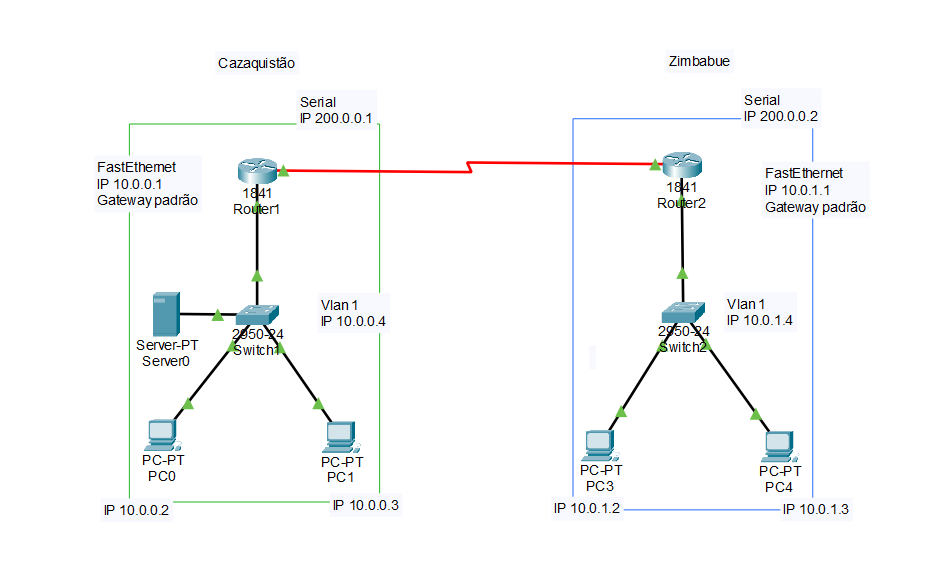 Cazaquistão
Zimbabue
Serial
IP 200.0.0.1
Serial
IP 200.0.0.2
FastEthernet
IP 10.0.0.1
Gateway padrão
1841
Router1
1841
Router2
FastEthernet
IP 10.0.1.1
Gateway padrão
Vlan 1
IP 10.0.0.4
Vlan 1
IP 10.0.1.4
Server-PT
Server0
2950-24
Switch1
2950-24
Switch2
PC-PT
PC0
PC-PT
PC1
PC-PT
PC3
PC-PT
PC4
IP 10.0.0.2
IP 10.0.0.3
IP 10.0.1.2
IP 10.0.1.3